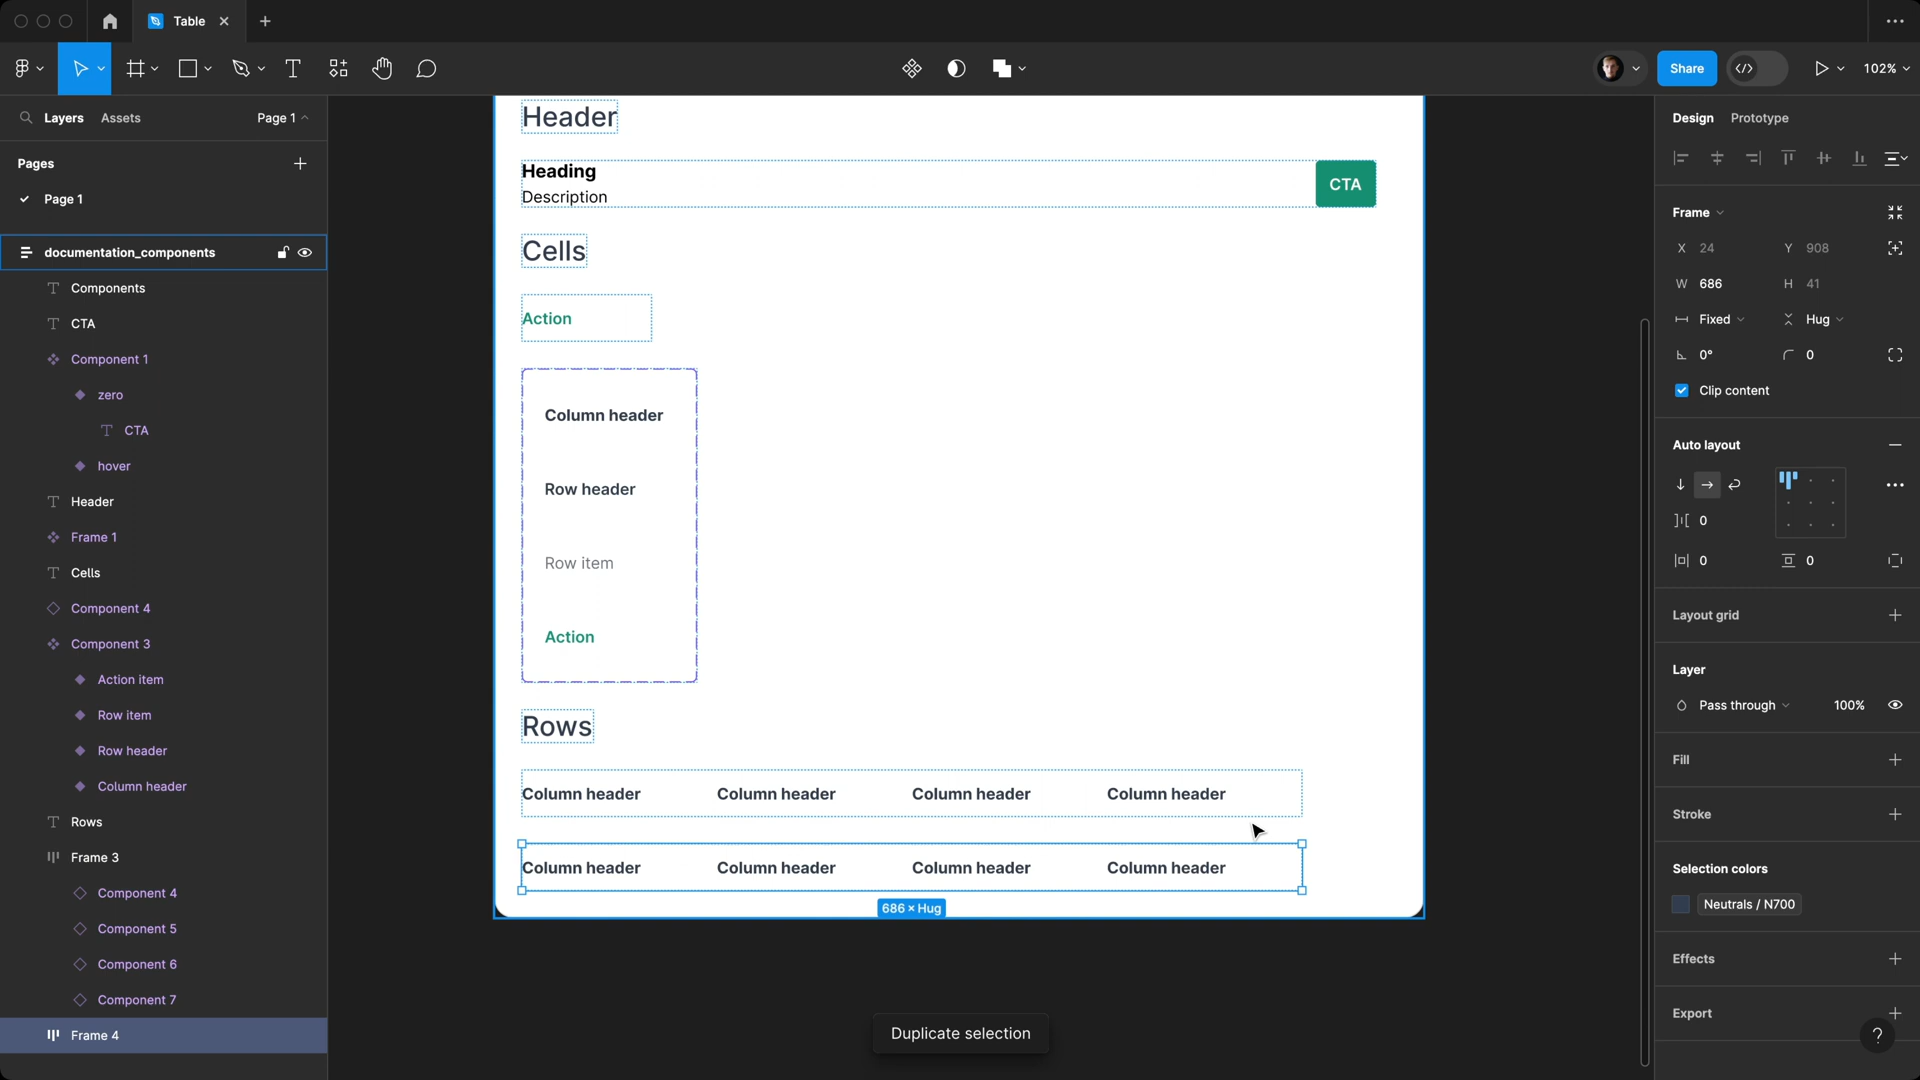 Table
Share
102%
Layers Assets Page 1
Pages
Page 1
documentation_components
Components
CTA
Component 1
zero
CTA
hover
Header
Frame 1
Cells
Component 4
Component 3
Action item
Row item
Row header
Column header
Rows
Frame 3
Component 4
Component 5
Component 6
Component 7
Frame 4
Header
Heading
Description
CTA
Cells
Action
Column header
Row header
Row item
Action
Rows
Column header Column header Column header Column header
Column header Column header Column header Column header
686 × Hug
Duplicate selection
Design Prototype
Frame
X 24 Y 908
W 686 H 41
Fixed Hug
0° 0
Clip content
Auto layout
0
0 0
Layout grid
Layer
Pass through 100%
Fill
Stroke
Selection colors
Neutrals / N700
Effects
Export
?